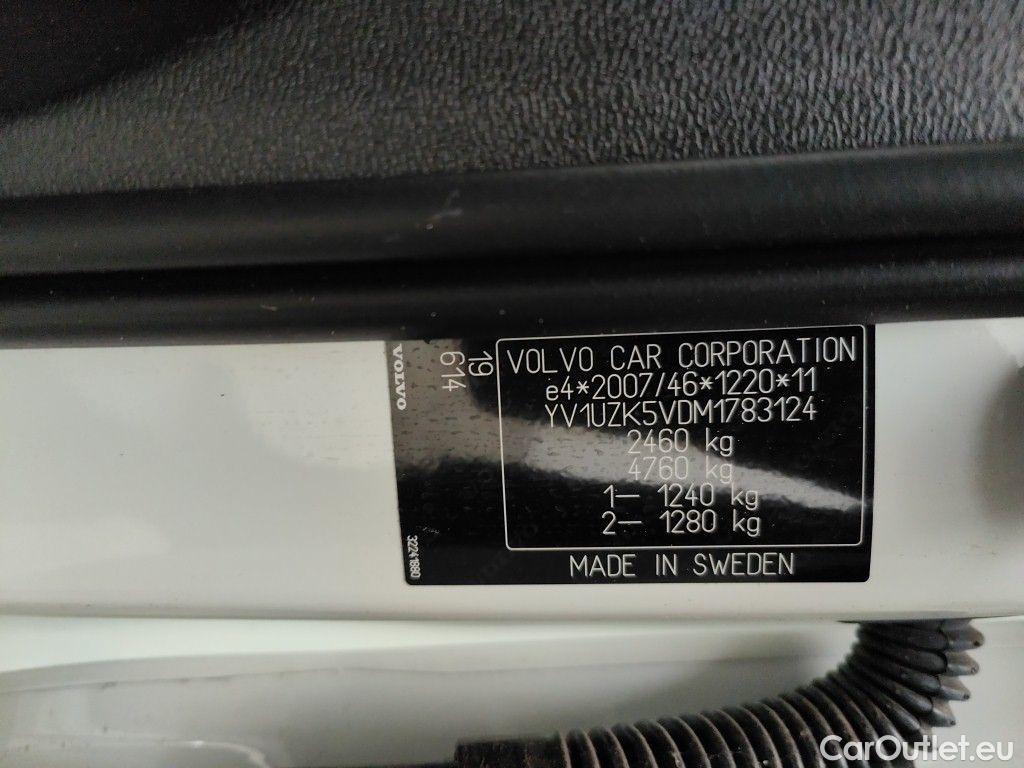 VOLVO
19
614
VOLVO CAR CORPORATION
e4*2007/46*1220*11
YV1UZK5VDM1783124
2460 kg
4760 kg
1– 1240 kg
2– 1280 kg
32241880
MADE IN SWEDEN
CarOutlet.eu